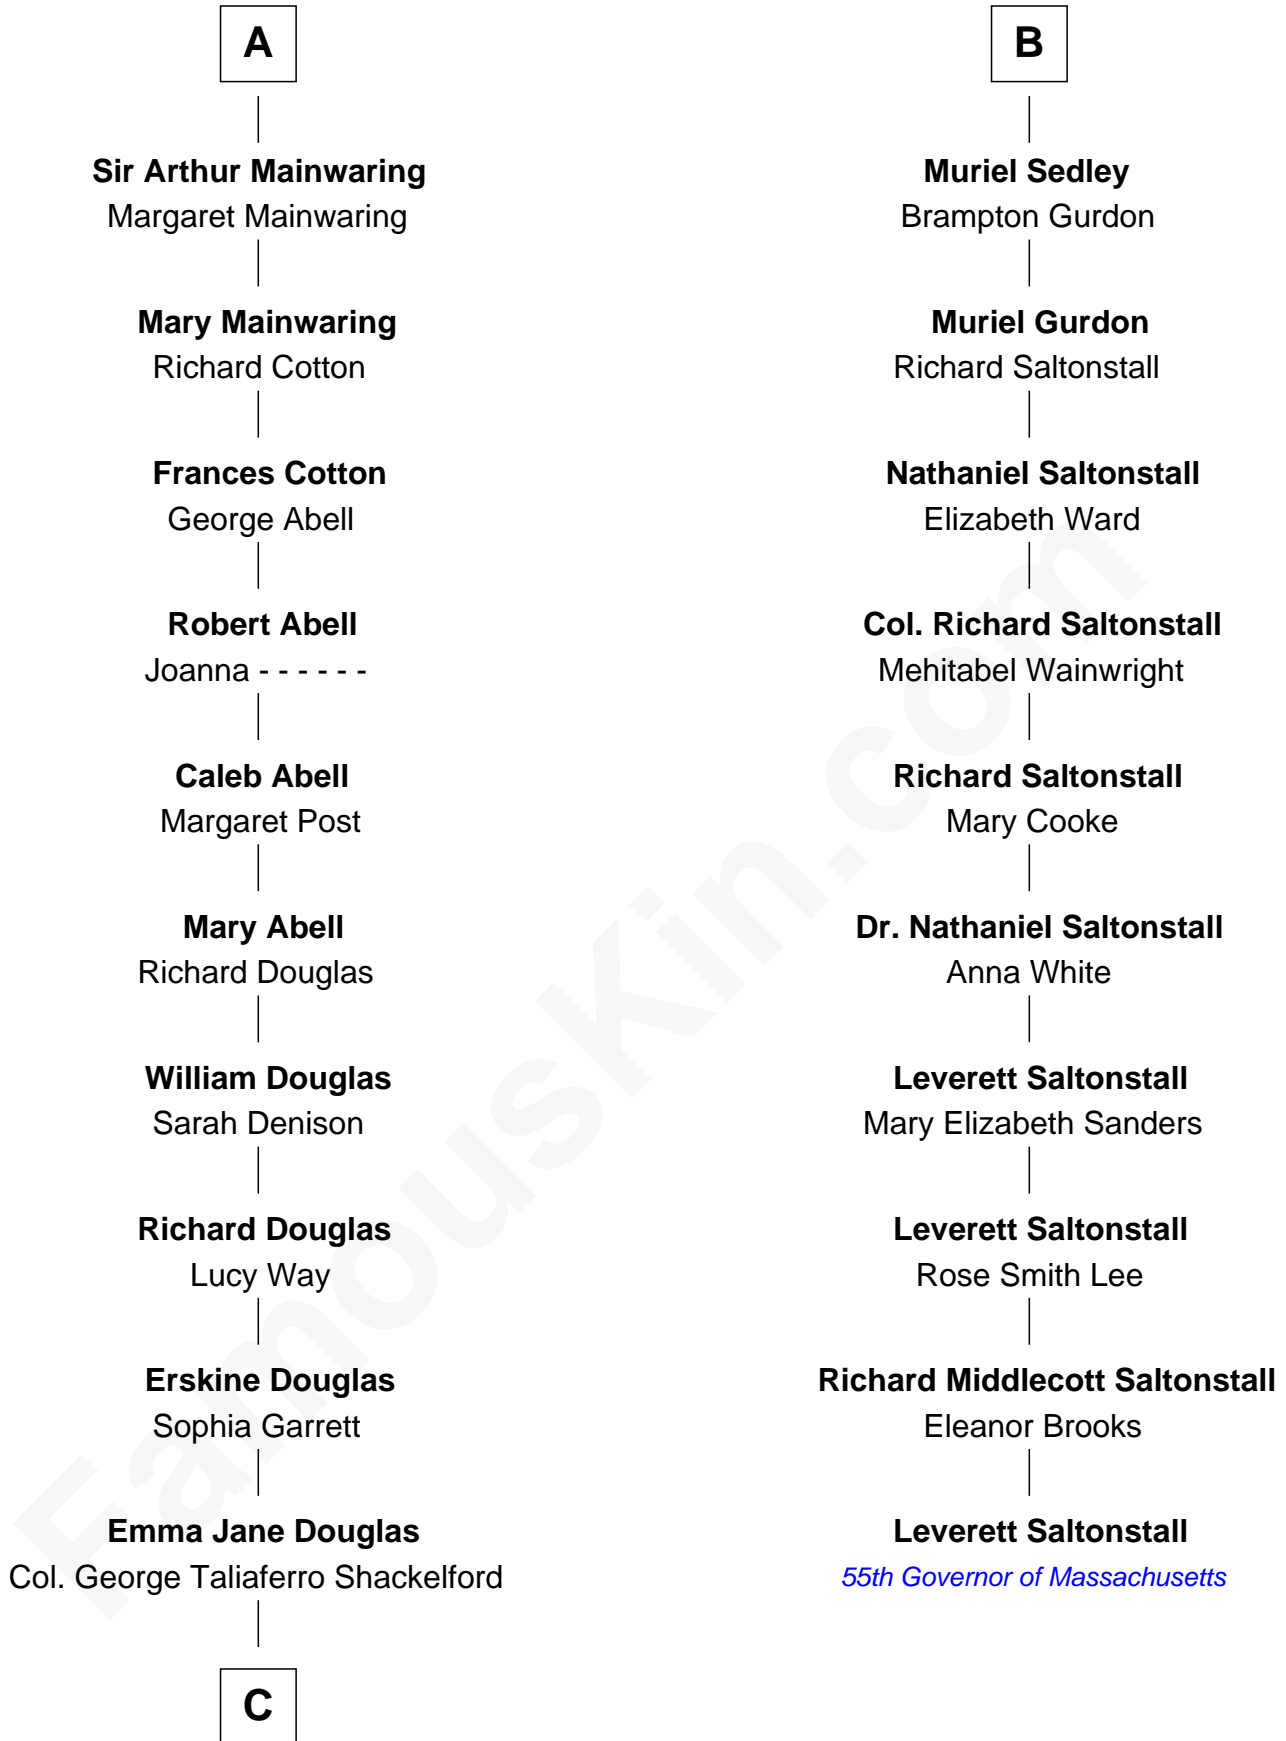 A
Sir Arthur Mainwaring
Margaret Mainwaring
Mary Mainwaring
Richard Cotton
Frances Cotton
George Abell
Robert Abell
Joanna - - - - - -
Caleb Abell
Margaret Post
Mary Abell
Richard Douglas
William Douglas
Sarah Denison
Richard Douglas
Lucy Way
Erskine Douglas
Sophia Garrett
Emma Jane Douglas
Col. George Taliaferro Shackelford
C
B
Muriel Sedley
Brampton Gurdon
Muriel Gurdon
Richard Saltonstall
Nathaniel Saltonstall
Elizabeth Ward
Col. Richard Saltonstall
Mehitabel Wainwright
Richard Saltonstall
Mary Cooke
Dr. Nathaniel Saltonstall
Anna White
Leverett Saltonstall
Mary Elizabeth Sanders
Leverett Saltonstall
Rose Smith Lee
Richard Middlecott Saltonstall
Eleanor Brooks
Leverett Saltonstall
55th Governor of Massachusetts
FamousKin.com